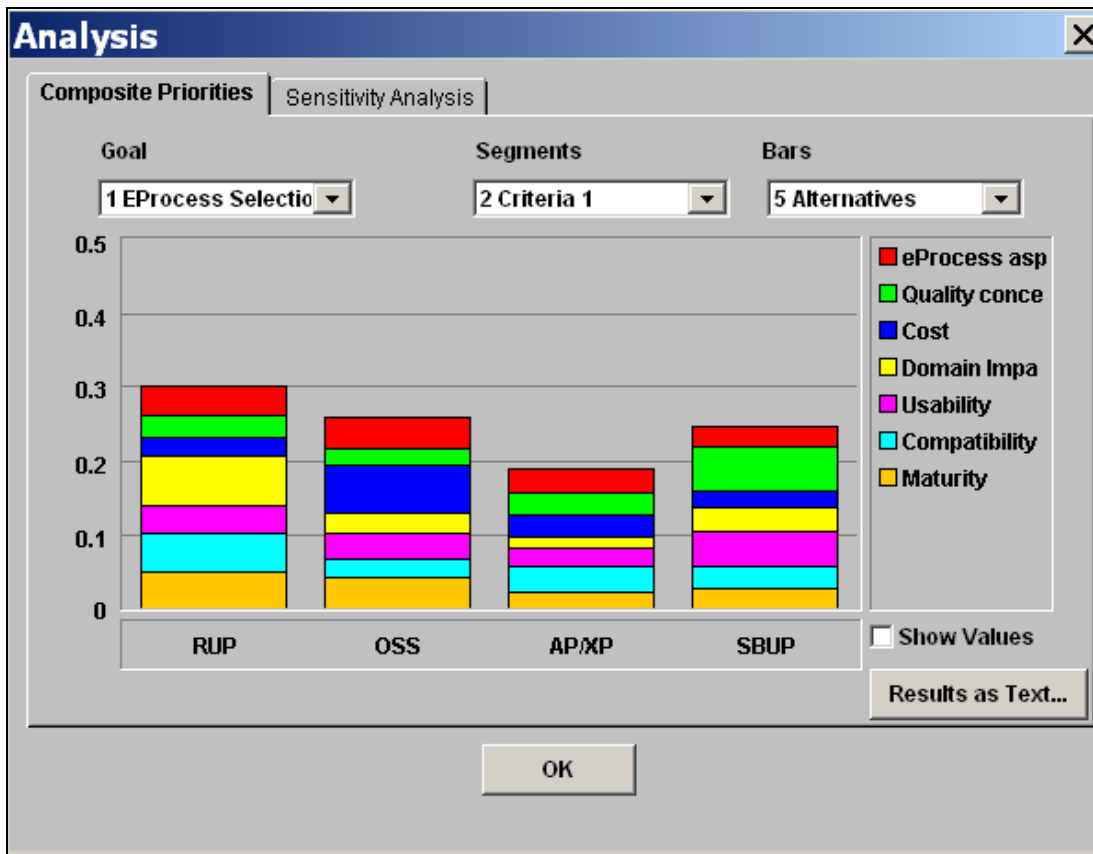 Analysis
Composite Priorities Sensitivity Analysis
Goal Segments Bars
1 EProcess Selectio 2 Criteria 1 5 Alternatives
0.5
0.4
0.3
0.2
0.1
0
eProcess asp
Quality conce
Cost
Domain Impa
Usability
Compatibility
Maturity
RUP OSS AP/XP SBUP
Show Values
Results as Text...
OK